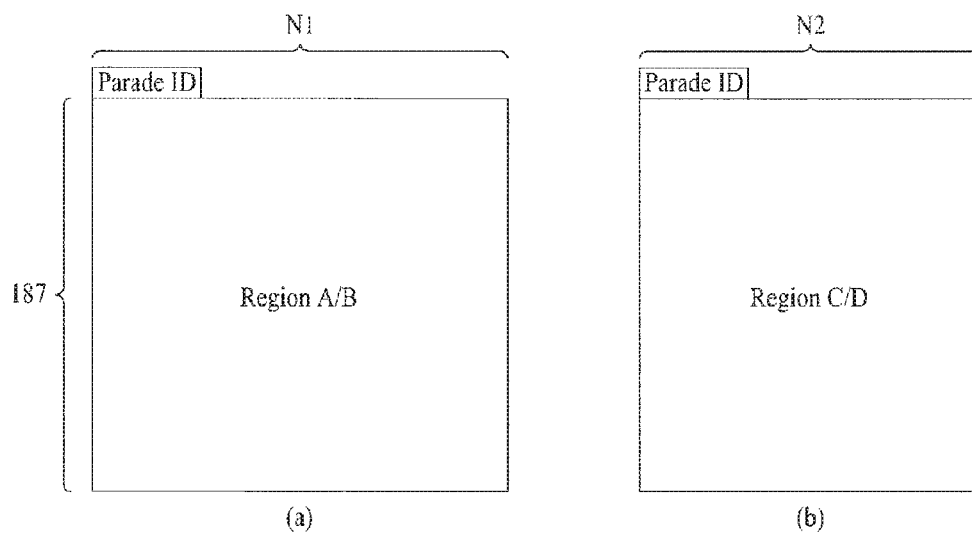 N1
Parade ID
187
Region A/B
(a)
N2
Parade ID
Region C/D
(b)